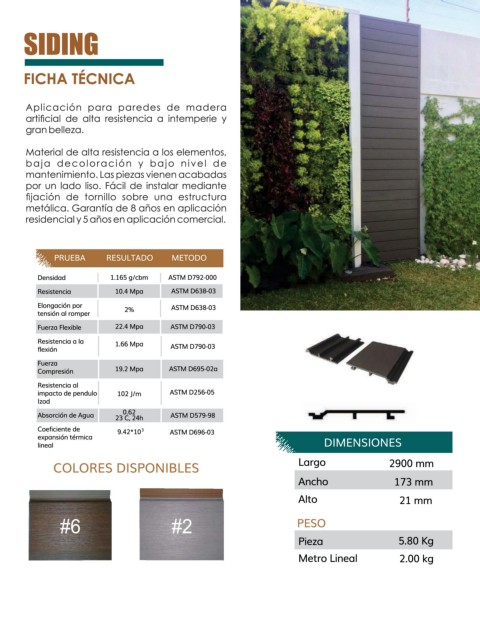 SIDING
FICHA TÉCNICA
Aplicación para paredes de madera
artificial de alta resistencia a intemperie y
gran belleza.
Material de alta resistencia a los elementos,
baja decoloración y bajo nivel de
mantenimiento. Las piezas vienen acabadas
por un lado liso. Fácil de instalar mediante
fijación de tornillo sobre una estructura
metálica. Garantía de 8 años en aplicación
residencial y 5 años en aplicación comercial.
PRUEBA RESULTADO METODO
Densidad 1.165 g/cbm ASTM D792-000
Resistencia 10.4 Mpa ASTM D638-03
Elongación por
tensión al romper 2% ASTM D638-03
Fuerza Flexible 22.4 Mpa ASTM D790-03
Resistencia a la
flexión 1.66 Mpa ASTM D790-03
Fuerza
Compresión 19.2 Mpa ASTM D695-02a
Resistencia al
impacto de pendulo
Izod 102 J/m ASTM D256-05
Absorción de Agua 0,62
23 C, 24h ASTM D579-98
Coeficiente de
expansión térmica
lineal 9.42*10³ ASTM D696-03
COLORES DISPONIBLES
#6 #2
DIMENSIONES
Largo 2900 mm
Ancho 173 mm
Alto 21 mm
PESO
Pieza 5.80 Kg
Metro Lineal 2.00 kg